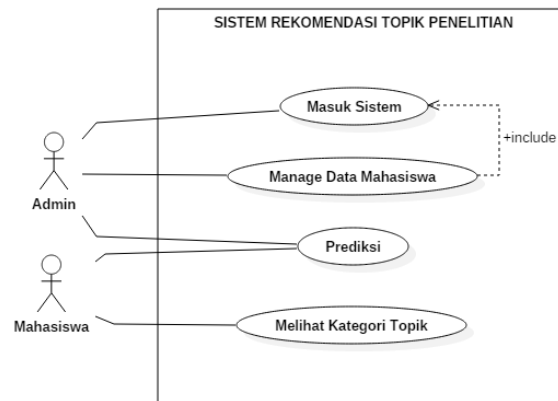 SISTEM REKOMENDASI TOPIK PENELITIAN
Masuk Sistem
+include
Manage Data Mahasiswa
Admin
Prediksi
Mahasiswa
Melihat Kategori Topik